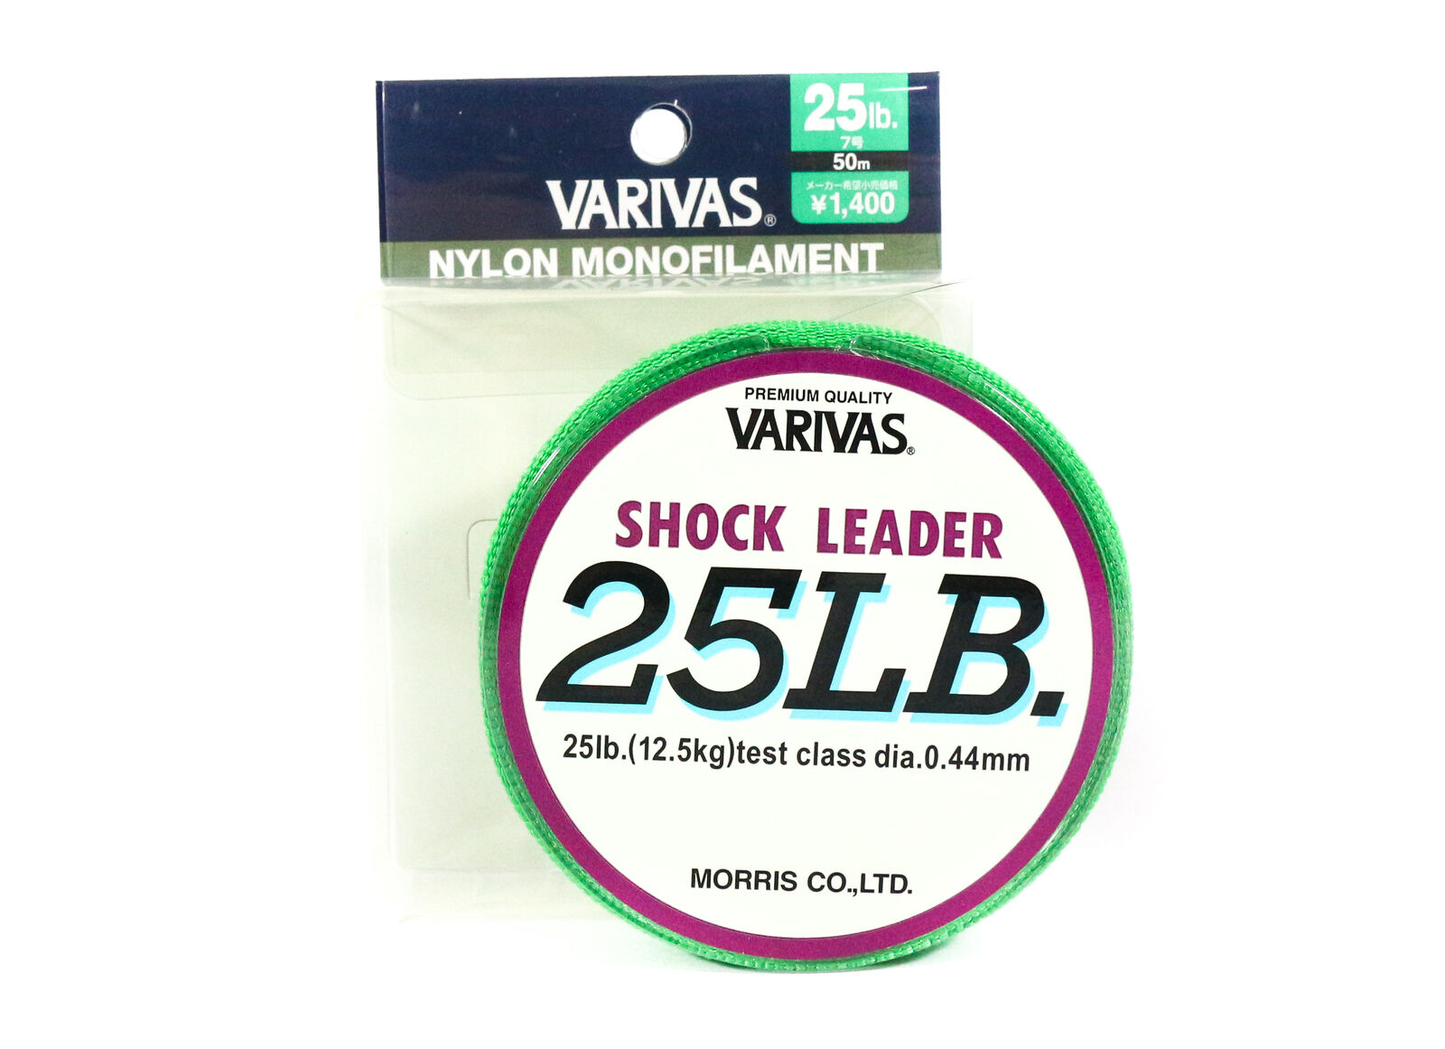 25lb.
7号
50m
メーカー希望小売価格
¥1,400
VARIVAS®
NYLON MONOFILAMENT
PREMIUM QUALITY
VARIVAS®
SHOCK LEADER
25LB.
25lb.(12.5kg)test class dia.0.44mm
MORRIS CO.,LTD.